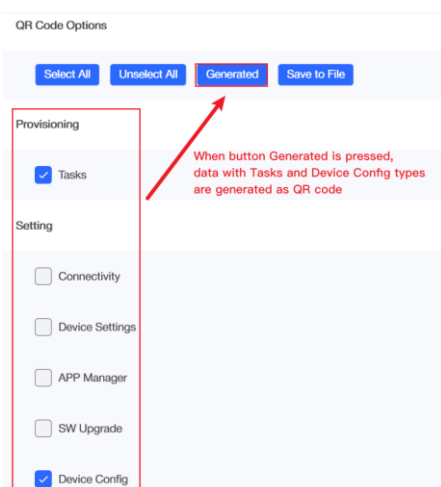 QR Code Options
Select All Unselect All Generated Save to File
Provisioning
When button Generated is pressed,
Tasks data with Tasks and Device Config types
are generated as QR code
Setting
Connectivity
Device Settings
APP Manager
SW Upgrade
Device Config